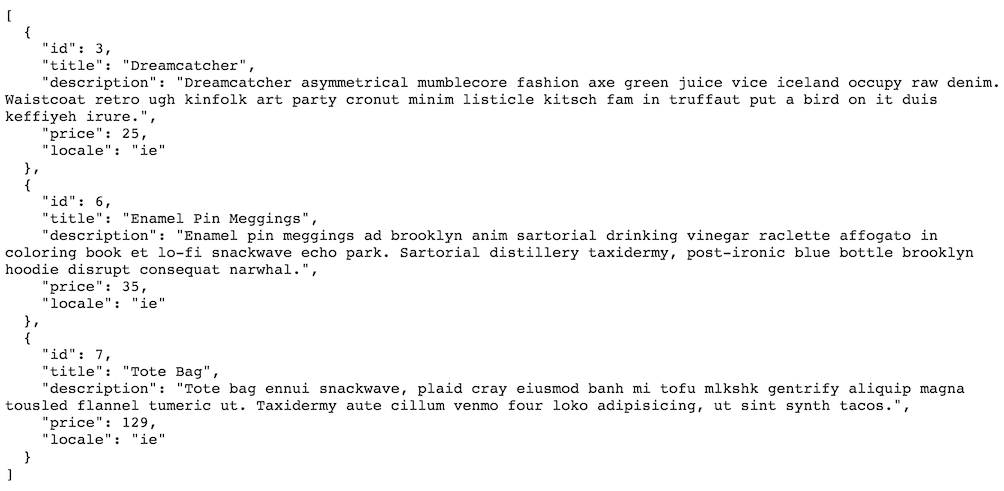 [
  {
    "id": 3,
    "title": "Dreamcatcher",
    "description": "Dreamcatcher asymmetrical mumblecore fashion axe green juice vice iceland occupy raw denim.
Waistcoat retro ugh kinfolk art party cronut minim listicle kitsch fam in truffaut put a bird on it duis
keffiyeh irure.",
    "price": 25,
    "locale": "ie"
  },
  {
    "id": 6,
    "title": "Enamel Pin Meggings",
    "description": "Enamel pin meggings ad brooklyn anim sartorial drinking vinegar raclette affogato in
coloring book et lo-fi snackwave echo park. Sartorial distillery taxidermy, post-ironic blue bottle brooklyn
hoodie disrupt consequat narwhal.",
    "price": 35,
    "locale": "ie"
  },
  {
    "id": 7,
    "title": "Tote Bag",
    "description": "Tote bag ennui snackwave, plaid cray eiusmod banh mi tofu mlkshk gentrify aliquip magna
tousled flannel tumeric ut. Taxidermy aute cillum venmo four loko adipisicing, ut sint synth tacos.",
    "price": 129,
    "locale": "ie"
  }
]